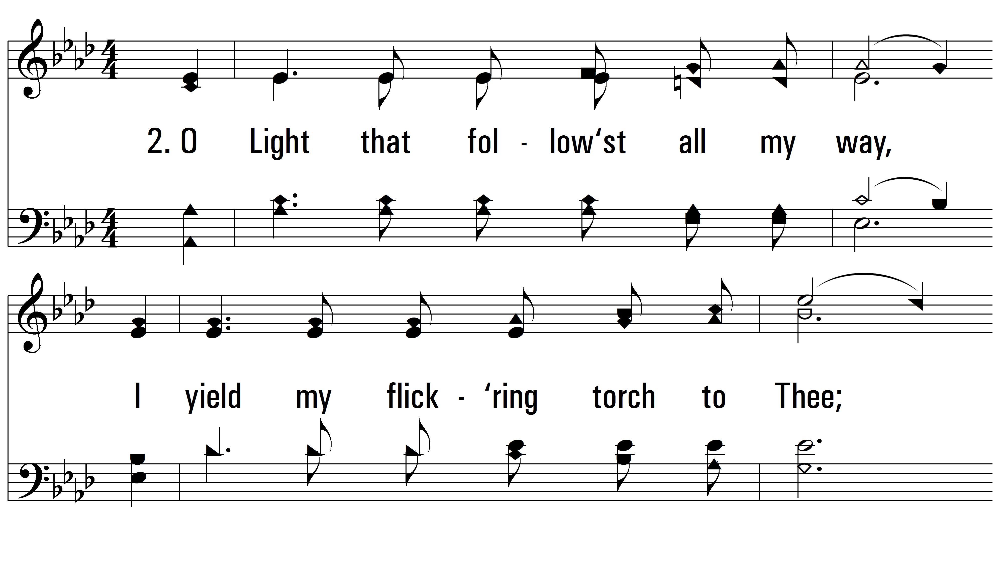 2. O Light that fol - low‘st all my way,
I yield my flick - ‘ring torch to Thee;